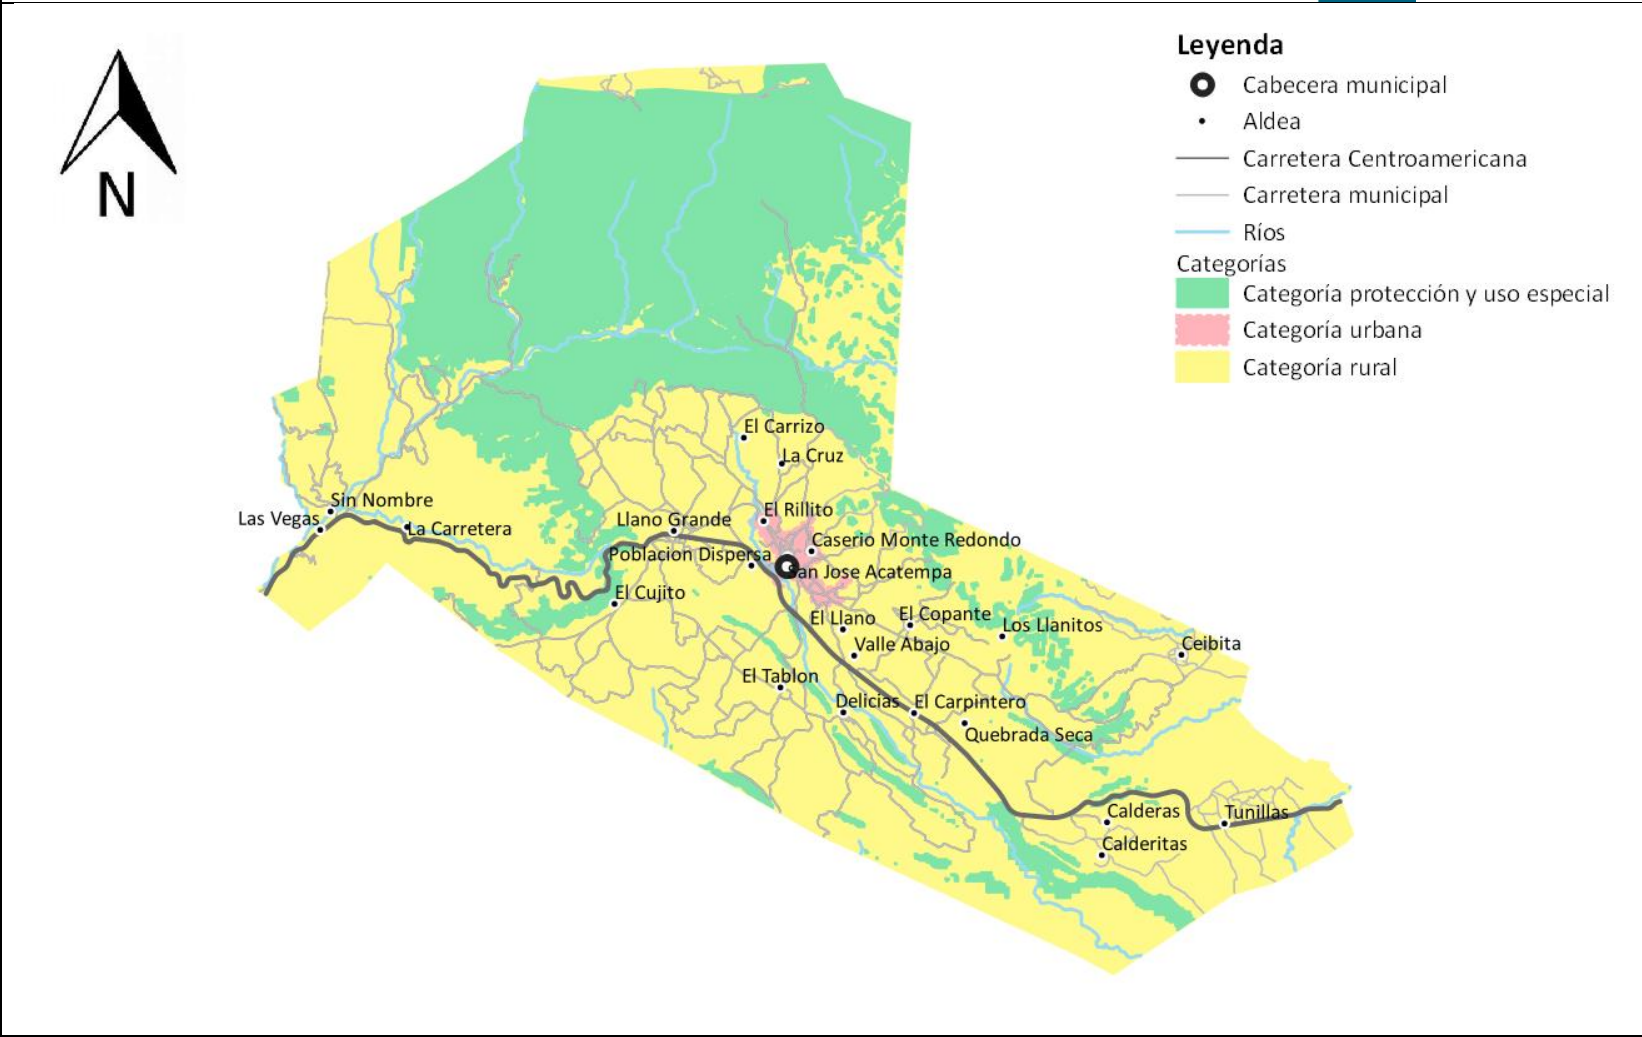 N
Leyenda
Cabecera municipal
Aldea
Carretera Centroamericana
Carretera municipal
Ríos
Categorías
Categoría protección y uso especial
Categoría urbana
Categoría rural
El Carrizo
La Cruz
Sin Nombre
Las Vegas
La Carretera
El Rillito
Llano Grande
Caserio Monte Redondo
Poblacion Dispersa
San Jose Acatempa
El Cujito
El Llano
El Copante
Los Llanitos
Valle Abajo
Ceibita
El Tablon
Delicias
El Carpintero
Quebrada Seca
Calderas
Tunillas
Calderitas